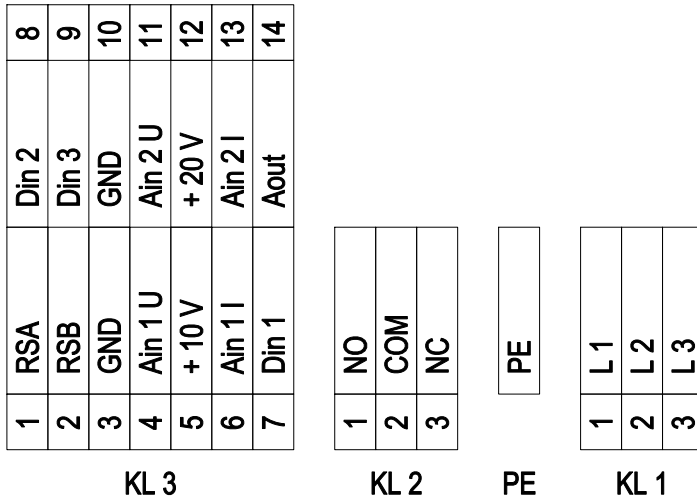 8 9 10 11 12 13 14
Din 2 Din 3 GND Ain 2 U + 20 V Ain 2 I Aout
RSA RSB GND Ain 1 U + 10 V Ain 1 I Din 1
1 2 3 4 5 6 7
KL 3
NO COM NC
1 2 3
KL 2
PE
PE
L 1 L 2 L 3
1 2 3
KL 1